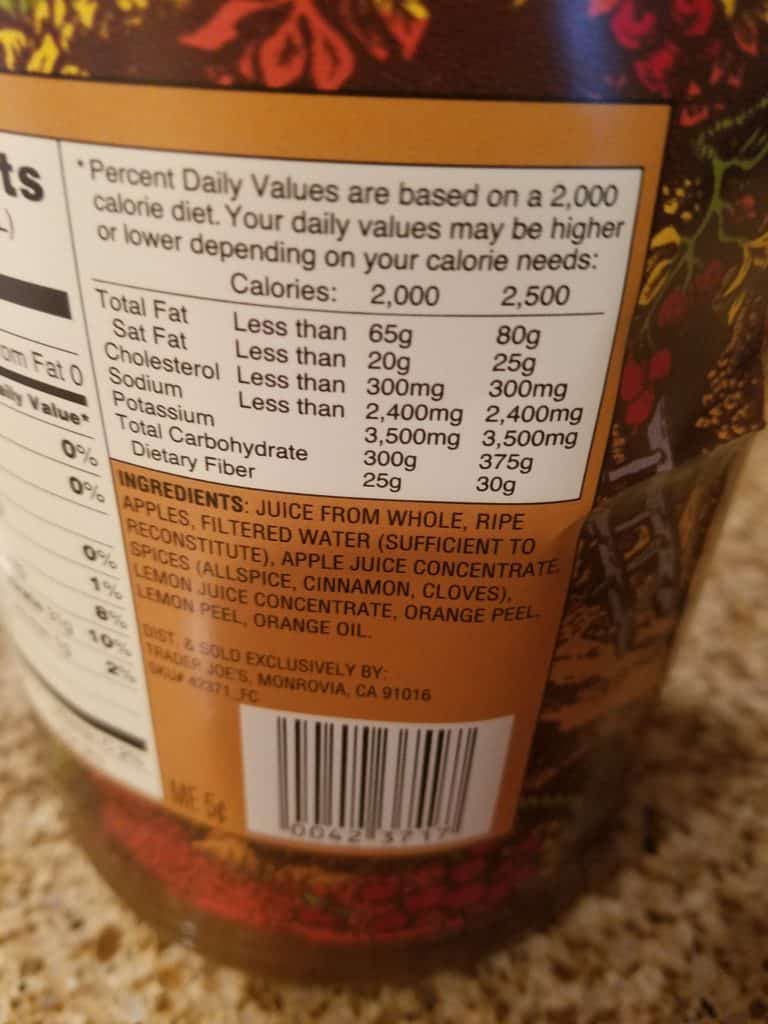 ts
L)
om Fat 0
ily Value*
0%
0%
0%
1%
8%
10%
2%
*Percent Daily Values are based on a 2,000
calorie diet. Your daily values may be higher
or lower depending on your calorie needs:
Calories: 2,000 2,500
Total Fat Less than 65g 80g
Sat Fat Less than 20g 25g
Cholesterol Less than 300mg 300mg
Sodium Less than 2,400mg 2,400mg
Potassium 3,500mg 3,500mg
Total Carbohydrate 300g 375g
Dietary Fiber 25g 30g
INGREDIENTS: JUICE FROM WHOLE, RIPE
APPLES, FILTERED WATER (SUFFICIENT TO
RECONSTITUTE), APPLE JUICE CONCENTRATE,
SPICES (ALLSPICE, CINNAMON, CLOVES),
LEMON JUICE CONCENTRATE, ORANGE PEEL,
LEMON PEEL, ORANGE OIL.
DIST. & SOLD EXCLUSIVELY BY:
TRADER JOE'S, MONROVIA, CA 91016
SKU# 42371_FC
ME 5¢
0042 3717